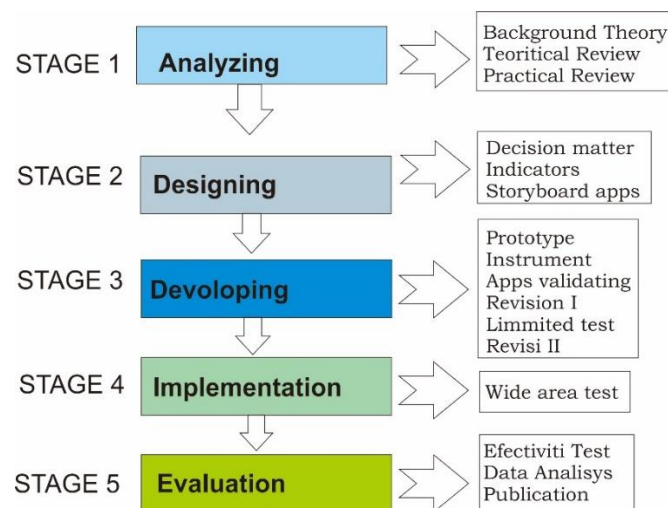 STAGE 1
Analyzing
Background Theory
Teoritical Review
Practical Review
STAGE 2
Designing
Decision matter
Indicators
Storyboard apps
STAGE 3
Devoloping
Prototype
Instrument
Apps validating
Revision I
Limmited test
Revisi II
STAGE 4
Implementation
Wide area test
STAGE 5
Evaluation
Efectiviti Test
Data Analisys
Publication